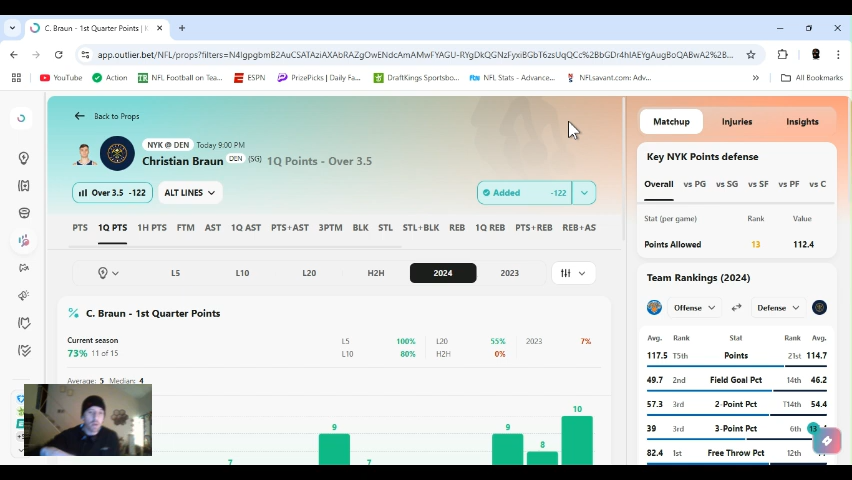 C. Braun - 1st Quarter Points | K
app.outlier.bet/NFL/props?filters=
YouTube Action NFL Football on Tea... ESPN PrizePicks | Daily Fa... DraftKings Sportsbo... NFL Stats - Advance... NFLsavant.com: Adv... All Bookmarks
Back to Props
NYK @ DEN Today 9:00 PM
Christian Braun DEN (SG) 1Q Points - Over 3.5
Over 3.5 -122 ALT LINES Added -122
PTS 1Q PTS 1H PTS FTM AST 1Q AST PTS+AST 3PTM BLK STL STL+BLK REB 1Q REB PTS+REB REB+AS
L5 L10 L20 H2H 2024 2023
C. Braun - 1st Quarter Points
Current season
73% 11 of 15
L5 100% L20 55% 2023 7%
L10 80% H2H 0%
Average: 5 Median: 4
10
9 9
8
7 7
Matchup Injuries Insights
Key NYK Points defense
Overall vs PG vs SG vs SF vs PF vs C
Stat (per game) Rank Value
Points Allowed 13 112.4
Team Rankings (2024)
Offense Defense
Avg. Rank Stat Rank Avg.
117.5 T5th Points 21st 114.7
49.7 2nd Field Goal Pct 14th 46.2
57.3 3rd 2-Point Pct T14th 54.4
39 3rd 3-Point Pct 6th
82.4 1st Free Throw Pct 12th